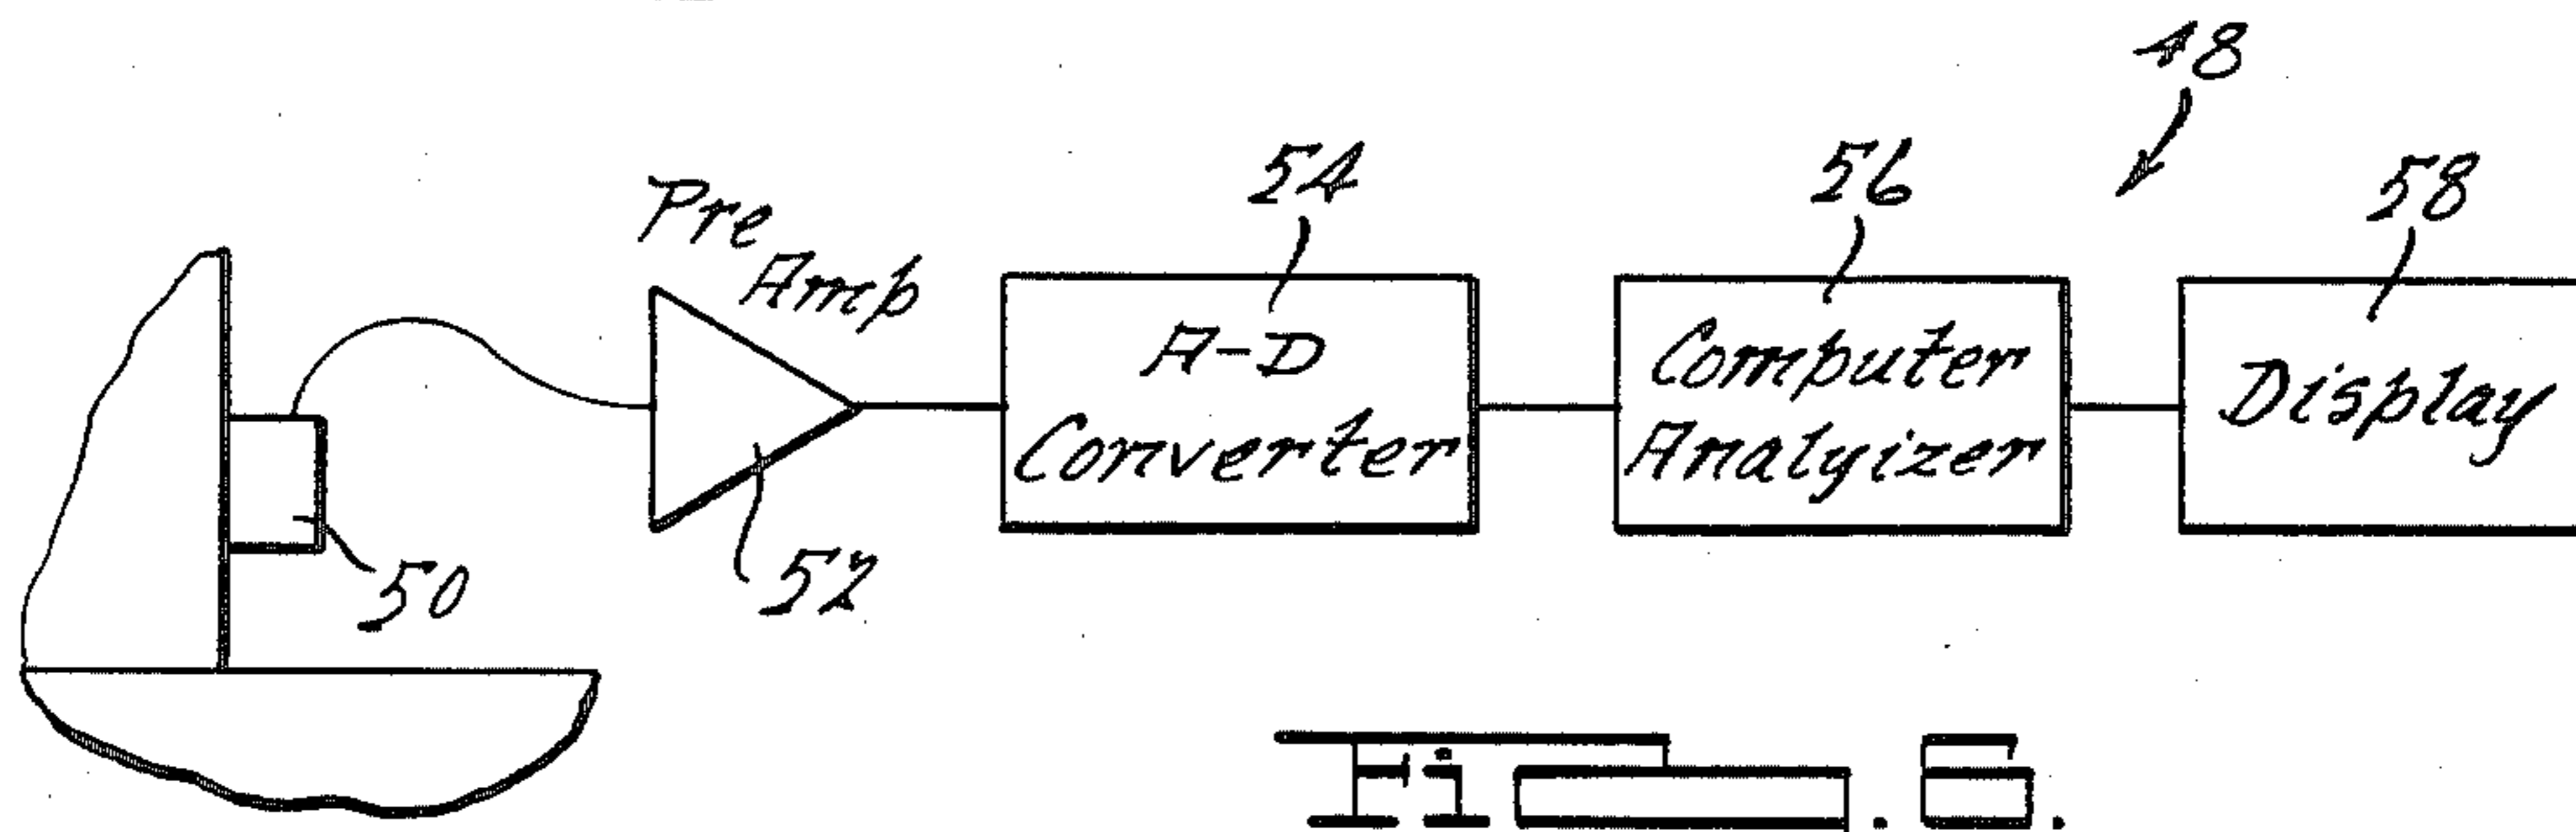 48
54
56
58
Pre
Amp
A-D
Converter
Computer
Analyizer
Display
50
52
Fig. 6.